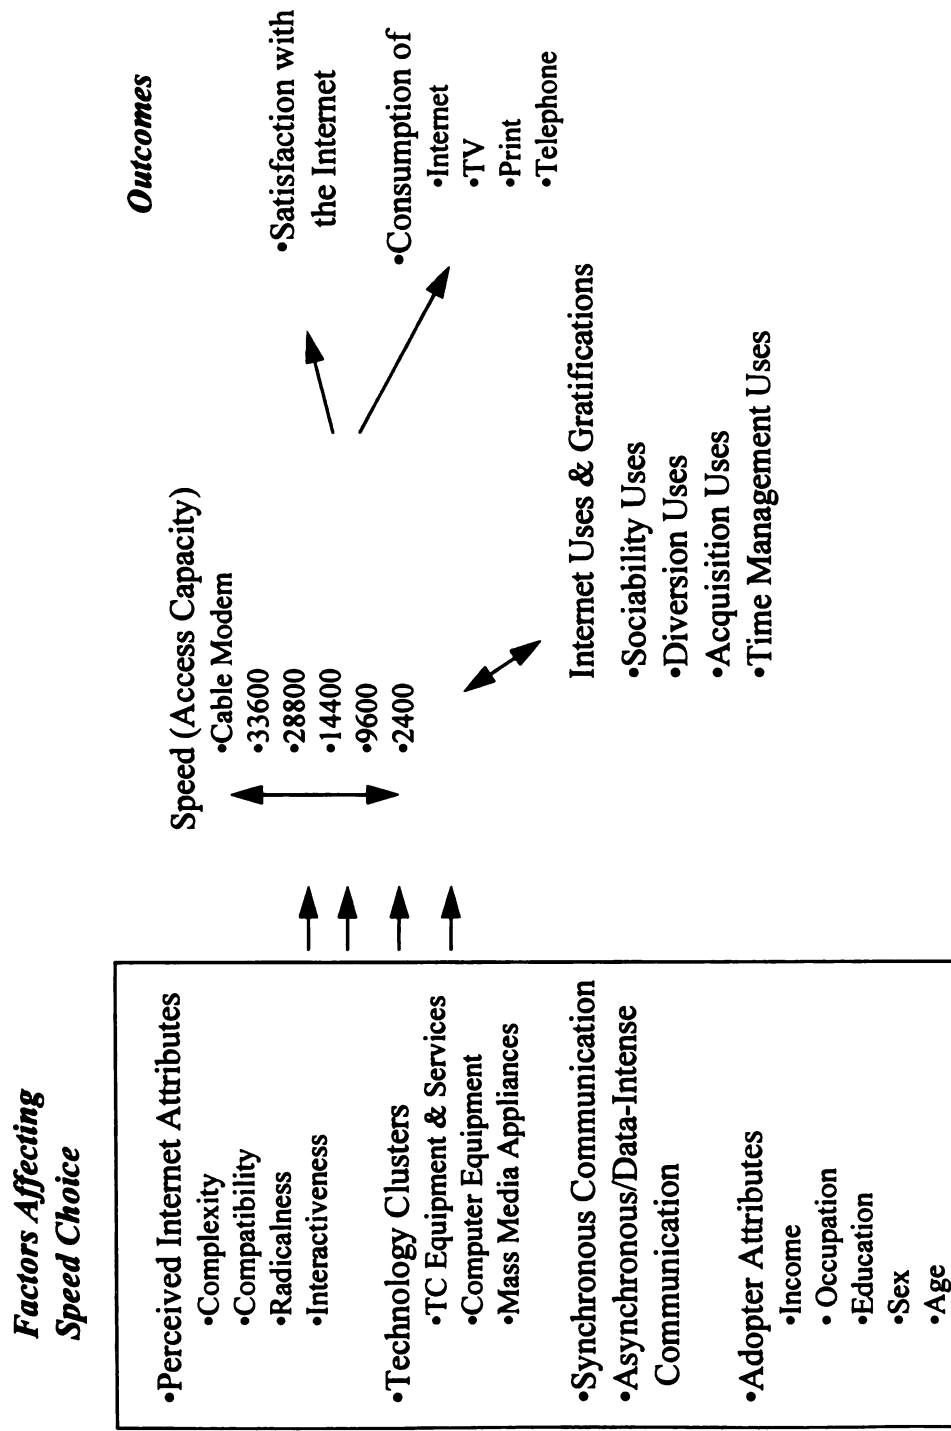 Factors Affecting
Speed Choice
•Perceived Internet Attributes
•Complexity
•Compatibility
•Radicalness
•Interactiveness
•Technology Clusters
•TC Equipment & Services
•Computer Equipment
•Mass Media Appliances
•Synchronous Communication
•Asynchronous/Data-Intense
Communication
•Adopter Attributes
•Income
• Occupation
•Education
•Sex
•Age
Speed (Access Capacity)
•Cable Modem
•33600
•28800
•14400
•9600
•2400
Internet Uses & Gratifications
•Sociability Uses
•Diversion Uses
•Acquisition Uses
•Time Management Uses
Outcomes
•Satisfaction with
the Internet
•Consumption of
•Internet
•TV
•Print
•Telephone